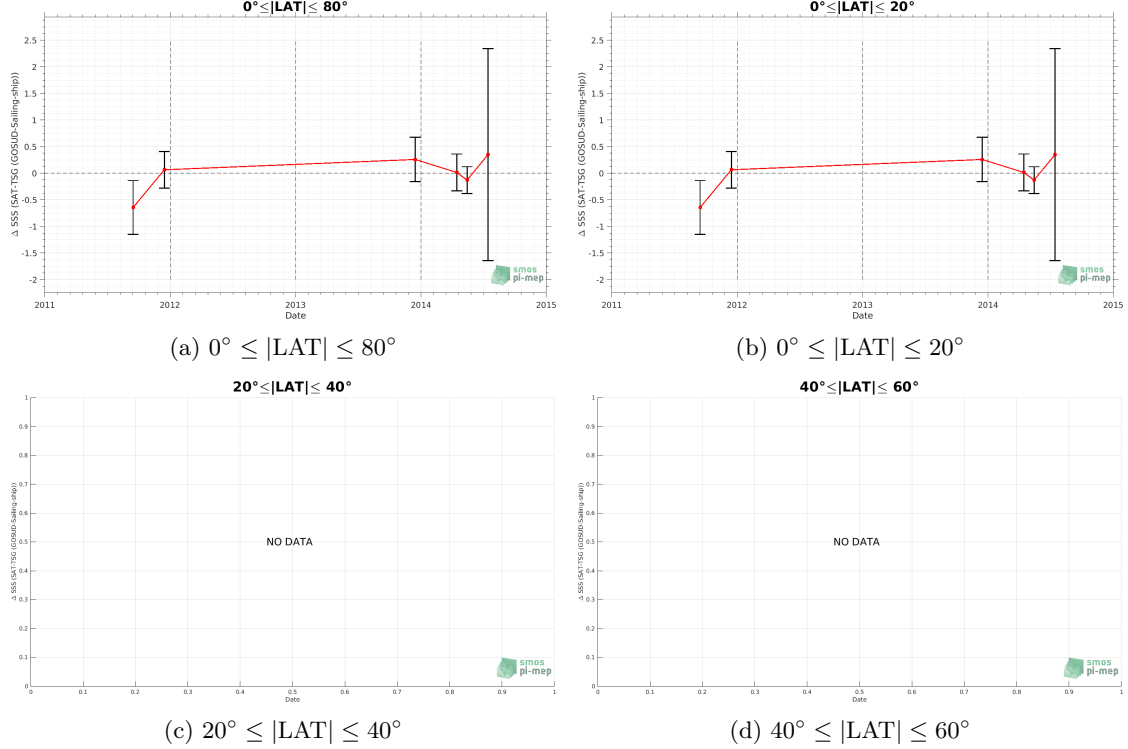 0°≤|LAT|≤ 80°
Δ SSS (SAT-TSG (GOSUD-Sailing-ship))
2.5
2
1.5
1
0.5
0
-0.5
-1
-1.5
-2
2011
2012
2013
2014
2015
Date
smos
pi-mep
(a) 0° ≤ |LAT| ≤ 80°
0°≤|LAT|≤ 20°
Δ SSS (SAT-TSG (GOSUD-Sailing-ship))
2.5
2
1.5
1
0.5
0
-0.5
-1
-1.5
-2
2011
2012
2013
2014
2015
Date
smos
pi-mep
(b) 0° ≤ |LAT| ≤ 20°
20°≤|LAT|≤ 40°
Δ SSS (SAT-TSG (GOSUD-Sailing-ship))
1
0.9
0.8
0.7
0.6
0.5
0.4
0.3
0.2
0.1
0
NO DATA
0
0.1
0.2
0.3
0.4
0.5
0.6
0.7
0.8
0.9
1
Date
smos
pi-mep
(c) 20° ≤ |LAT| ≤ 40°
40°≤|LAT|≤ 60°
Δ SSS (SAT-TSG (GOSUD-Sailing-ship))
1
0.9
0.8
0.7
0.6
0.5
0.4
0.3
0.2
0.1
0
NO DATA
0
0.1
0.2
0.3
0.4
0.5
0.6
0.7
0.8
0.9
1
Date
smos
pi-mep
(d) 40° ≤ |LAT| ≤ 60°